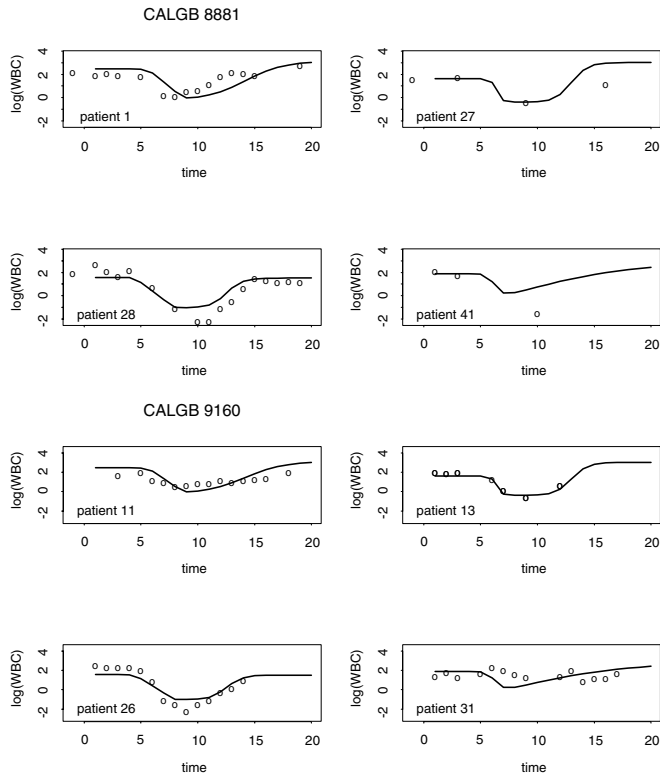 CALGB 8881
log(WBC)
-2 0 2 4
patient 1
0 5 10 15 20
time
log(WBC)
-2 0 2 4
patient 27
0 5 10 15 20
time
log(WBC)
-2 0 2 4
patient 28
0 5 10 15 20
time
log(WBC)
-2 0 2 4
patient 41
0 5 10 15 20
time
CALGB 9160
log(WBC)
-2 0 2 4
patient 11
0 5 10 15 20
time
log(WBC)
-2 0 2 4
patient 13
0 5 10 15 20
time
log(WBC)
-2 0 2 4
patient 26
0 5 10 15 20
time
log(WBC)
-2 0 2 4
patient 31
0 5 10 15 20
time